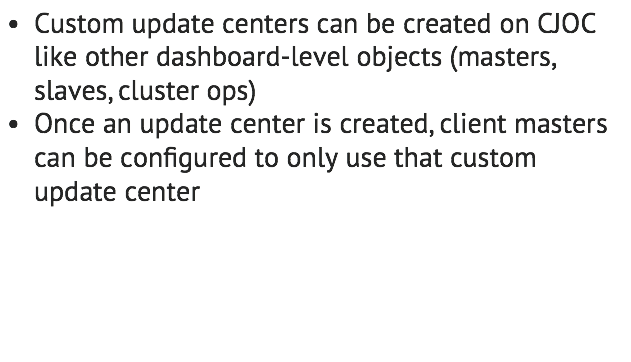 • Custom update centers can be created on CJOC
like other dashboard-level objects (masters,
slaves, cluster ops)
• Once an update center is created, client masters
can be configured to only use that custom
update center